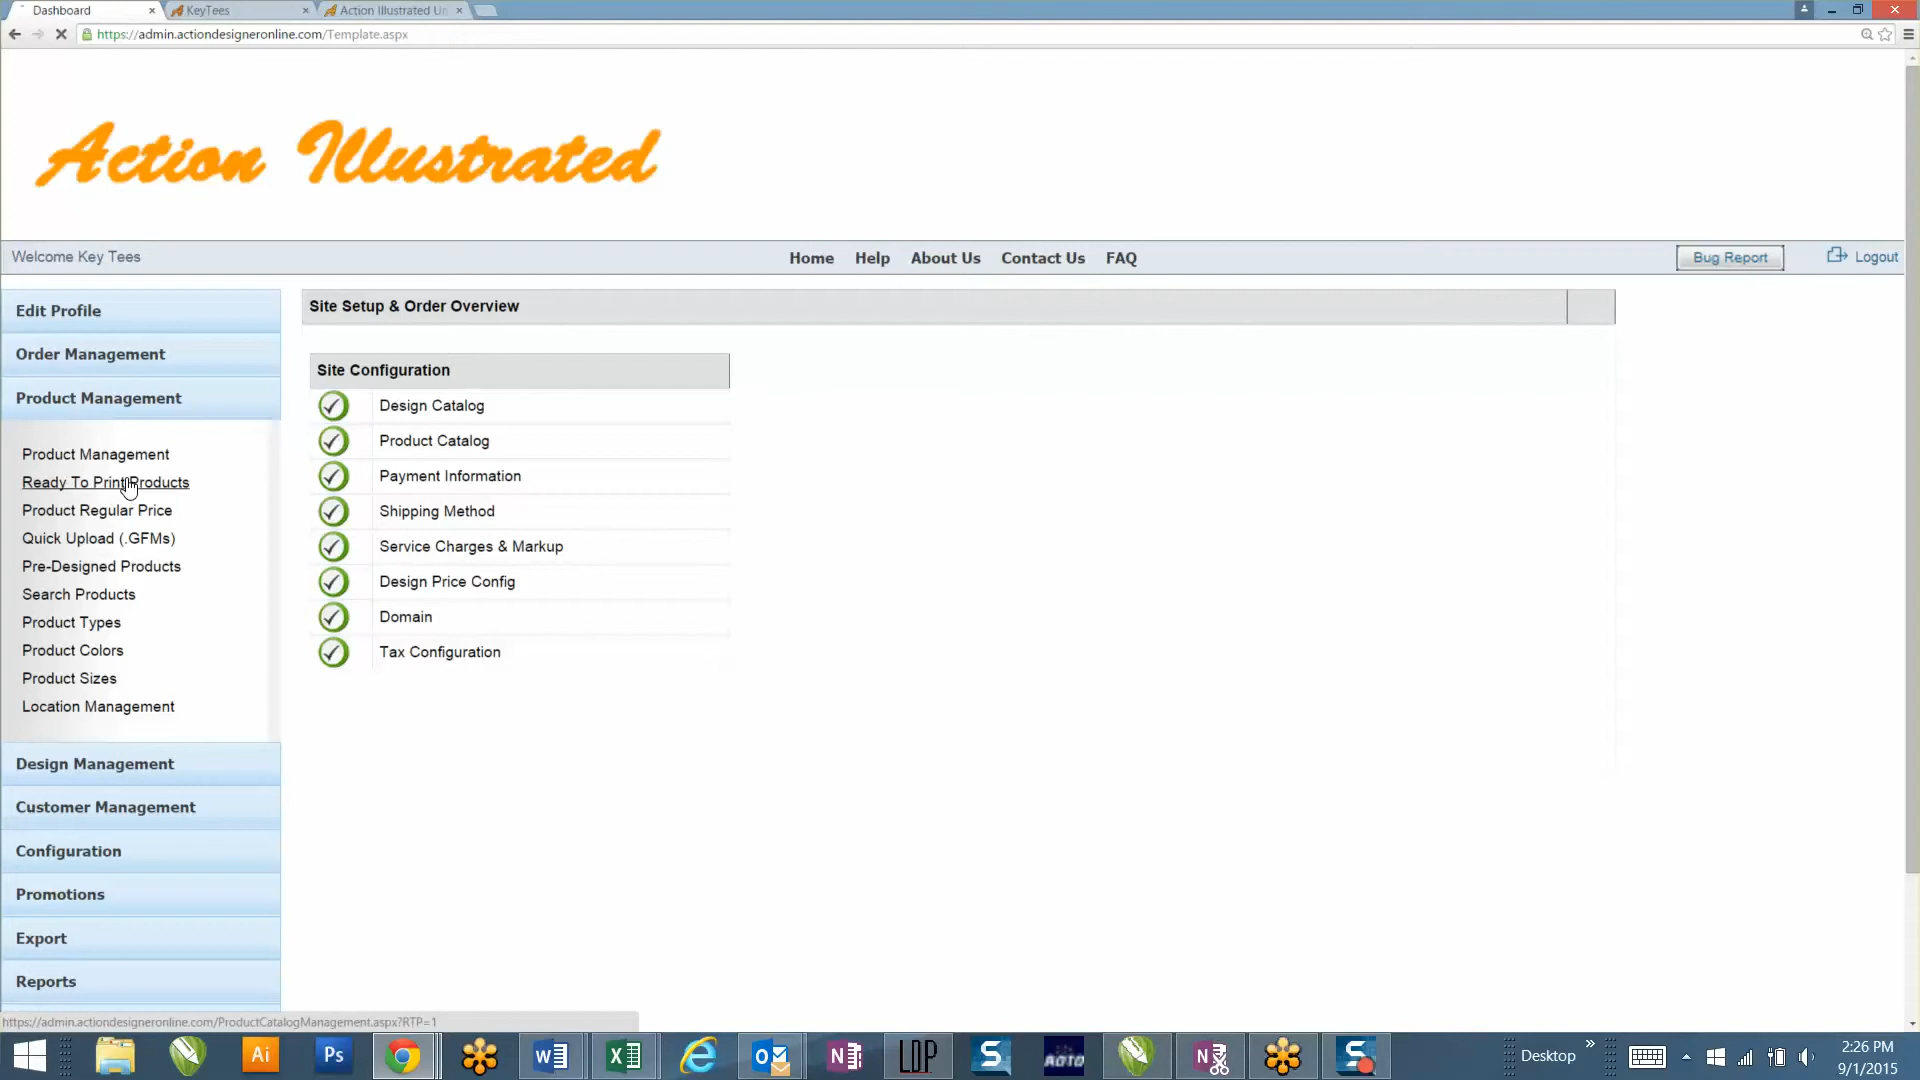 Dashboard
KeyTees
Action Illustrated Un
https://admin.actiondesigneronline.com/Template.aspx
Action Illustrated
Welcome Key Tees
Home Help About Us Contact Us FAQ
Bug Report
Logout
Edit Profile
Order Management
Product Management
Product Management
Ready To Print Products
Product Regular Price
Quick Upload (.GFMs)
Pre-Designed Products
Search Products
Product Types
Product Colors
Product Sizes
Location Management
Design Management
Customer Management
Configuration
Promotions
Export
Reports
Site Setup & Order Overview
Site Configuration
Design Catalog
Product Catalog
Payment Information
Shipping Method
Service Charges & Markup
Design Price Config
Domain
Tax Configuration
https://admin.actiondesigneronline.com/ProductCatalogManagement.aspx?RTP=1
Ai
Ps
LDP
AOTO
Desktop
2:26 PM
9/1/2015